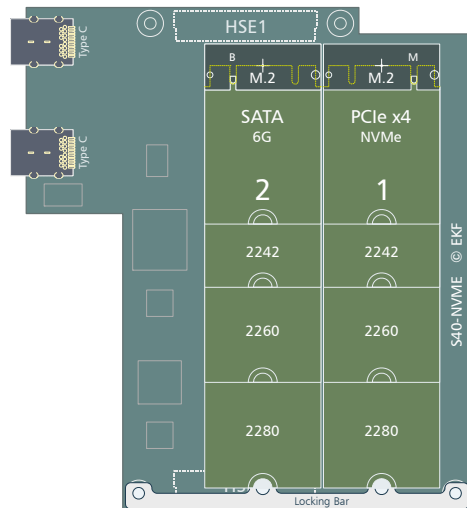 HSE1
Type C
B
M.2
M
M.2
SATA
6G
2
PCIe x4
NVMe
1
Type C
2242
2242
2260
2260
2280
2280
S40-NVME © EKF
Locking Bar